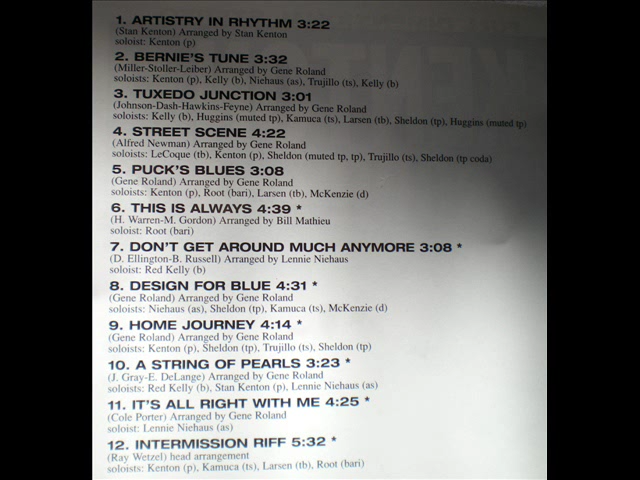 1. ARTISTRY IN RHYTHM 3:22
(Stan Kenton) Arranged by Stan Kenton
soloist: Kenton (p)
2. BERNIE'S TUNE 3:32
(Miller-Stoller-Leiber) Arranged by Gene Roland
soloists: Kenton (p), Kelly (b), Niehaus (as), Trujillo (ts), Kelly (b)
3. TUXEDO JUNCTION 3:01
(Johnson-Dash-Hawkins-Feyne) Arranged by Gene Roland
soloists: Kelly (b), Huggins (muted tp), Kamuca (ts), Larsen (tb), Sheldon (tp), Huggins (muted tp)
4. STREET SCENE 4:22
(Alfred Newman) Arranged by Gene Roland
soloists: LeCoque (tb), Kenton (p), Sheldon (muted tp, tp), Trujillo (ts), Sheldon (tp coda)
5. PUCK'S BLUES 3:08
(Gene Roland) Arranged by Gene Roland
soloists: Kenton (p), Root (bari), Larsen (tb), McKenzie (d)
6. THIS IS ALWAYS 4:39 *
(H. Warren-M. Gordon) Arranged by Bill Mathieu
soloist: Root (bari)
7. DON'T GET AROUND MUCH ANYMORE 3:08 *
(D. Ellington-B. Russell) Arranged by Lennie Niehaus
soloist: Red Kelly (b)
8. DESIGN FOR BLUE 4:31 *
(Gene Roland) Arranged by Gene Roland
soloists: Niehaus (as), Sheldon (tp), Kamuca (ts), McKenzie (d)
9. HOME JOURNEY 4:14 *
(Gene Roland) Arranged by Gene Roland
soloists: Kenton (p), Sheldon (tp), Trujillo (ts), Sheldon (tp)
10. A STRING OF PEARLS 3:23 *
(J. Gray-E. DeLange) Arranged by Gene Roland
soloists: Red Kelly (b), Stan Kenton (p), Lennie Niehaus (as)
11. IT'S ALL RIGHT WITH ME 4:25 *
(Cole Porter) Arranged by Gene Roland
soloist: Lennie Niehaus (as)
12. INTERMISSION RIFF 5:32 *
(Ray Wetzel) head arrangement
soloists: Kenton (p), Kamuca (ts), Larsen (tb), Root (bari)